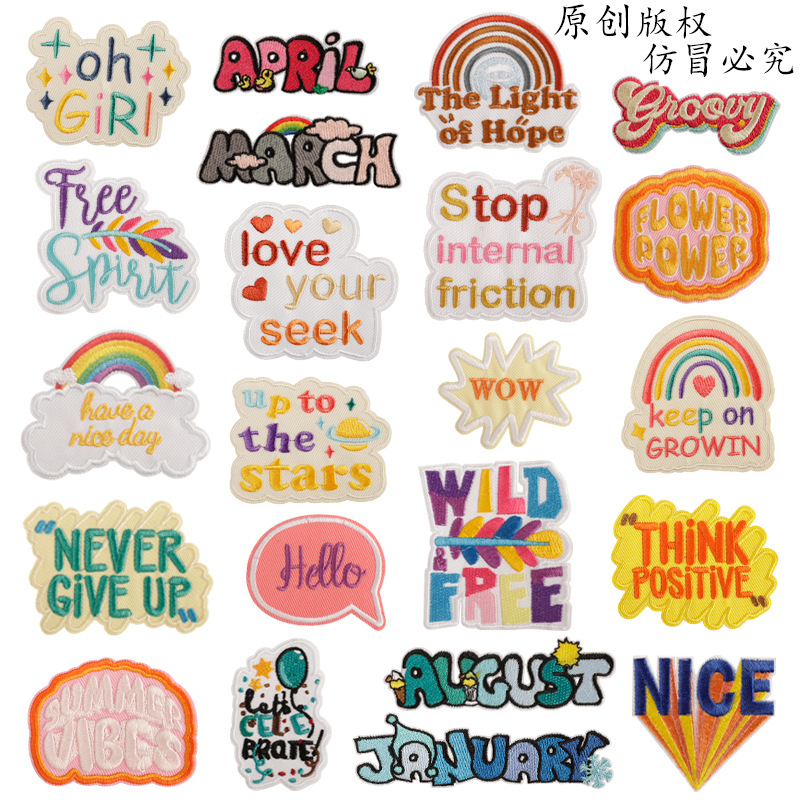 原创版权
仿冒必究
oh
GiRl
APRIL
MARCH
The Light
of Hope
Groovy
Free
Spirit
love
your
seek
Stop
internal
friction
FLOWER
POWER
have a
nice day
up to
the
stars
WOW
keep on
GROWIN
"NEVER
GiVE UP"
Hello
WILD
&
FREE
"THiNK
POSiTiVE"
SUMMER
VIBES
let's
CELE
BRATE!
AUGUST
JANUARY
NICE